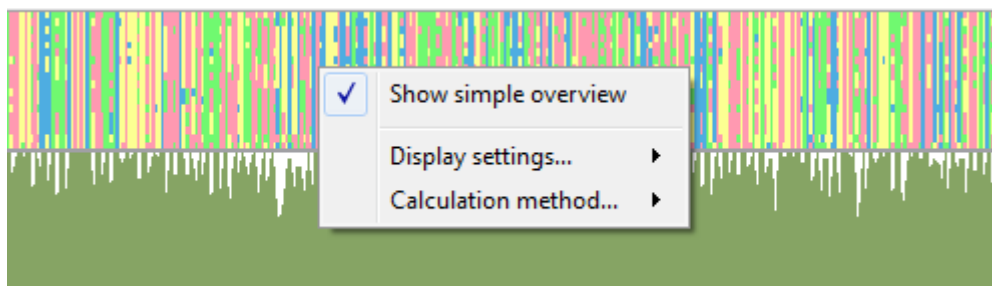 Show simple overview
Display settings...
Calculation method...